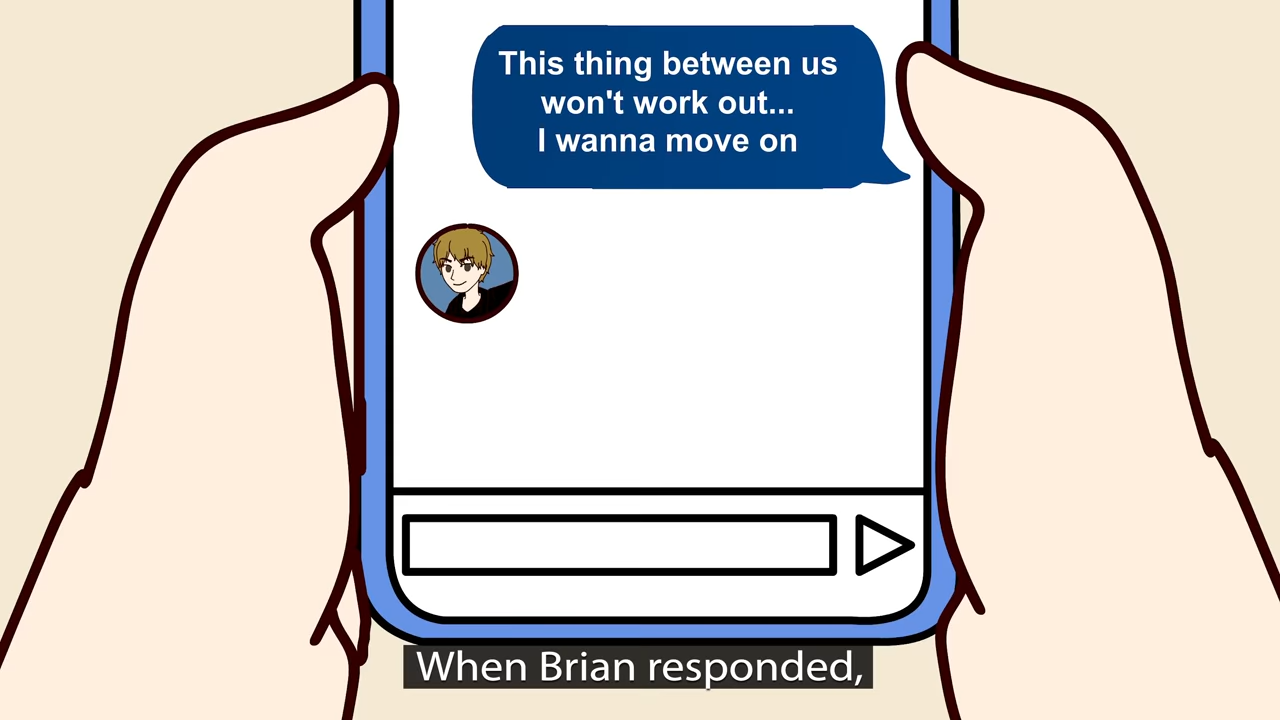 This thing between us
won't work out...
I wanna move on
When Brian responded,